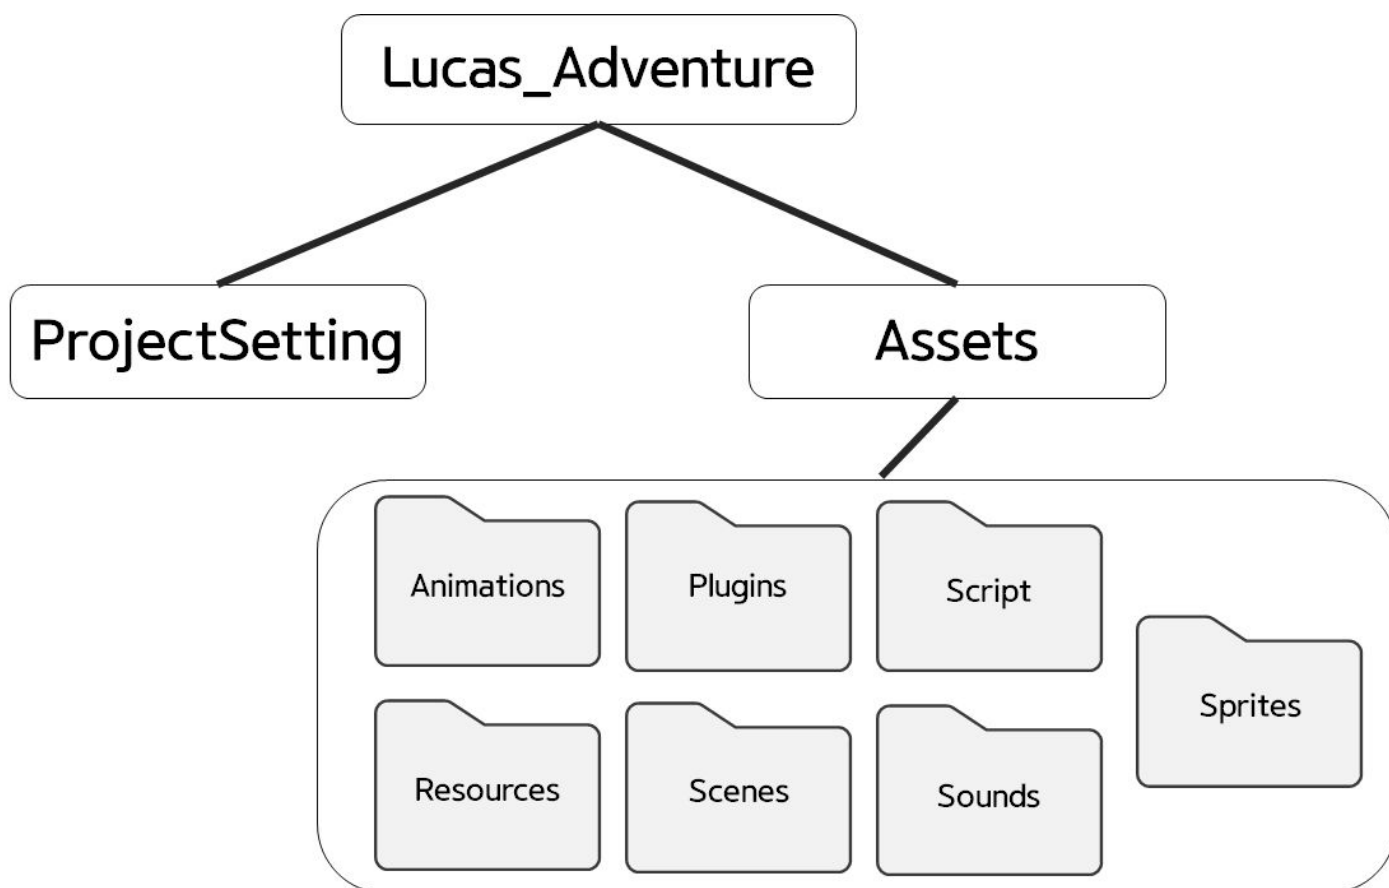 Lucas_Adventure
ProjectSetting
Assets
Animations
Plugins
Script
Sprites
Resources
Scenes
Sounds